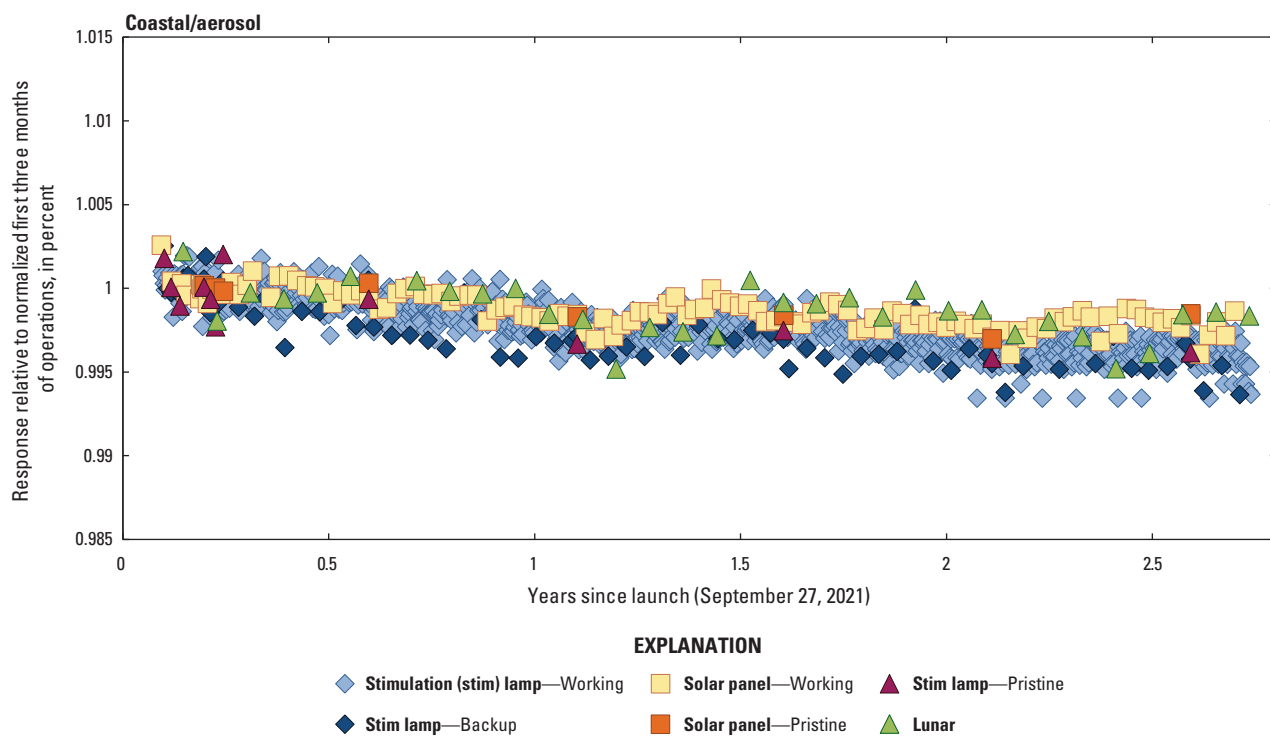 Coastal/aerosol
1.015
1.01
1.005
1
0.995
0.99
0.985
0
0.5
1
1.5
2
2.5
Response relative to normalized first three months
of operations, in percent
Years since launch (September 27, 2021)
EXPLANATION
Stimulation (stim) lamp—Working
Solar panel—Working
Stim lamp—Pristine
Stim lamp—Backup
Solar panel—Pristine
Lunar